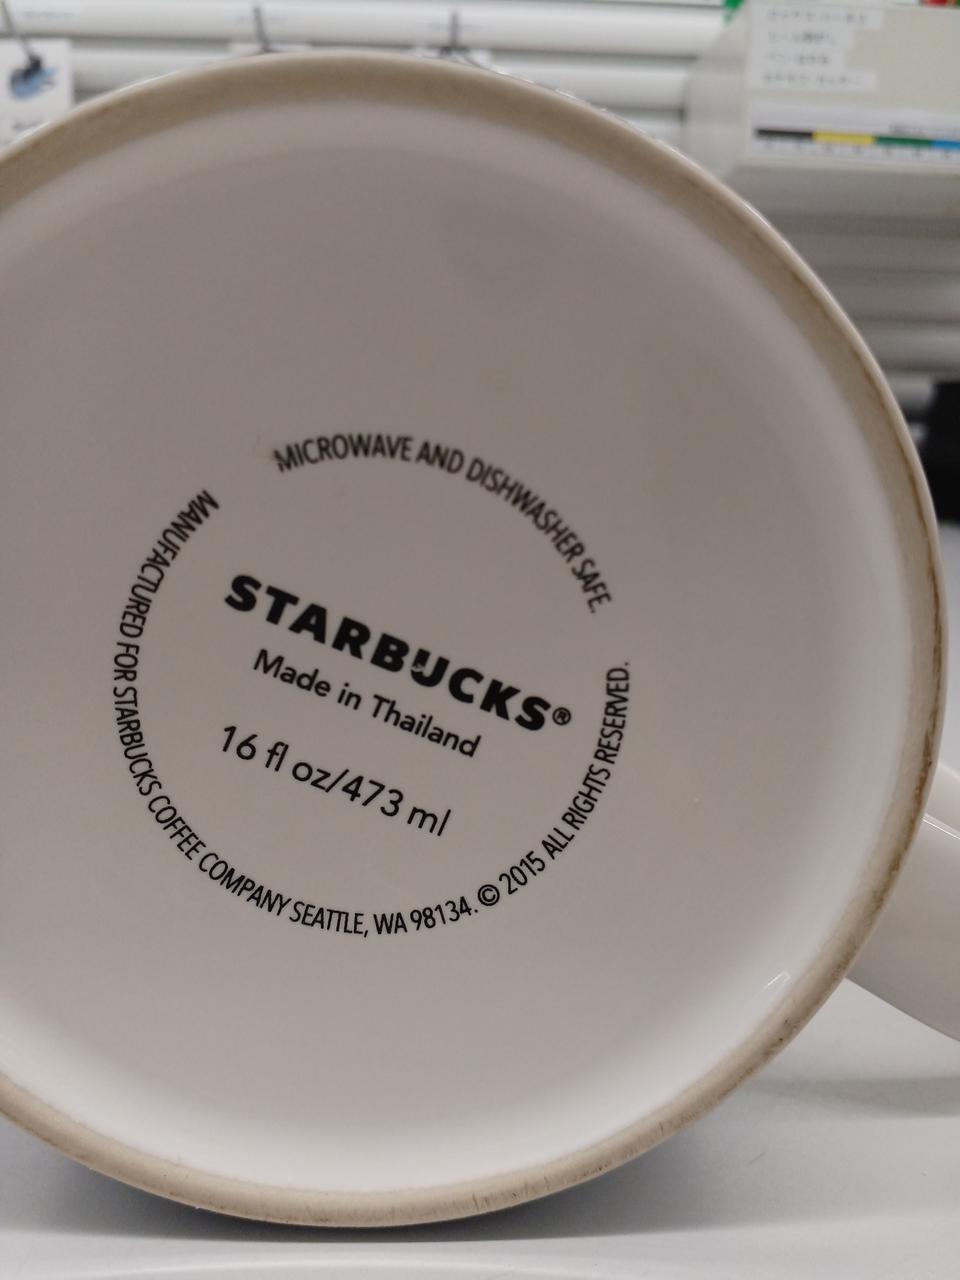 MICROWAVE AND DISHWASHER SAFE.
STARBUCKS®
Made in Thailand
16 fl oz/473 ml
MANUFACTURED FOR STARBUCKS COFFEE COMPANY SEATTLE, WA 98134. © 2015 ALL RIGHTS RESERVED.